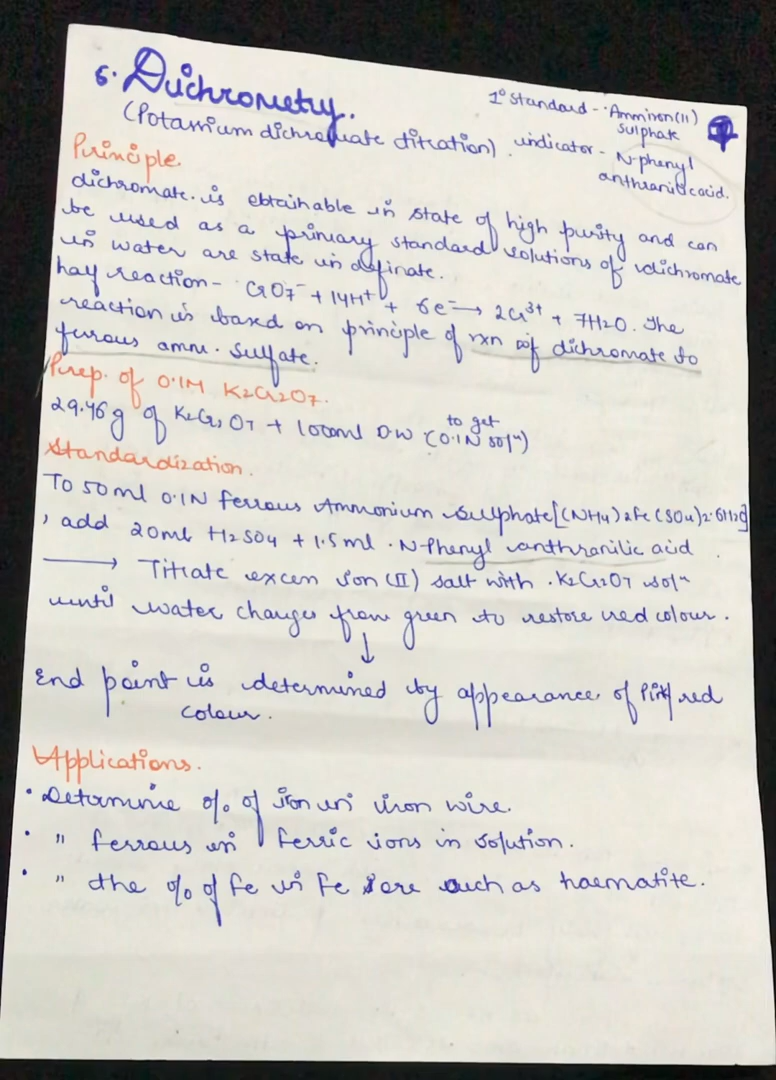 6. Dichrometry.
1° Standard - Ammiron(II) sulphate
(Potassium dichromate titration). indicator - N-phenyl anthranilic acid.
Principle.
dichromate is obtainable in state of high purity and can
be used as a primary standard solutions of dichromate
in water are state in definate.
half reaction - Cr2O7⁻ + 14H⁺ + 6e⁻ → 2Cr³⁺ + 7H2O. The
reaction is based on principle of rxn of dichromate to
ferrous amm. sulfate.
Prep. of 0.1M K2Cr2O7.
29.46g of K2Cr2O7 + 1000ml DW (to get 0.1N solⁿ)
Standardization.
To 50ml 0.1N ferrous Ammonium sulphate[(NH4)2Fe(SO4)2·6H2O]
, add 20ml H2SO4 + 1.5ml . N-Phenyl anthranilic acid
→ Titrate excess iron (II) salt with . K2Cr2O7 solⁿ
until water changes from green to restore red colour.
↓
End point is determined by appearance of Pink/red
colour.
Applications.
• Determine % of iron in iron wire.
• " ferrous in ferric ions in solution.
• " the % of Fe in Fe ore such as haematite.